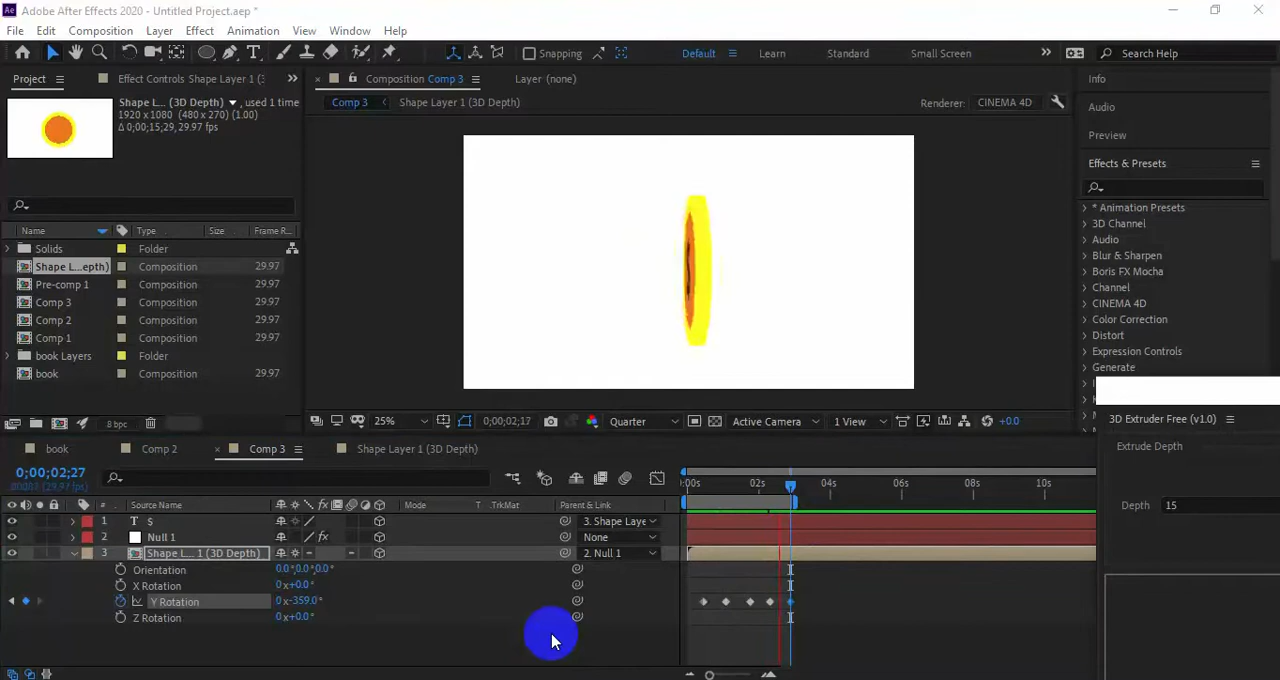 Ae Adobe After Effects 2020 - Untitled Project.aep *
File Edit Composition Layer Effect Animation View Window Help
Snapping Default Learn Standard Small Screen Search Help
Project Effect Controls Shape Layer 1 (3 Composition Comp 3 Layer (none) Info
Shape L... (3D Depth) , used 1 time
1920 x 1080 (480 x 270) (1.00)
Δ 0;00;15;29, 29.97 fps
Comp 3 Shape Layer 1 (3D Depth) Renderer: CINEMA 4D
Audio
Preview
Effects & Presets
* Animation Presets
3D Channel
Audio
Blur & Sharpen
Boris FX Mocha
Channel
CINEMA 4D
Color Correction
Distort
Expression Controls
Generate
Name Type Size Frame R...
Solids Folder
Shape L...epth) Composition 29.97
Pre-comp 1 Composition 29.97
Comp 3 Composition 29.97
Comp 2 Composition 29.97
Comp 1 Composition 29.97
book Layers Folder
book Composition 29.97
8 bpc
25% 0;00;02;17 Quarter Active Camera 1 View +0.0
3D Extruder Free (v1.0)
Extrude Depth
Depth 15
book Comp 2 Comp 3 Shape Layer 1 (3D Depth)
0;00;02;27
(29.97 fps)
:00s 02s 04s 06s 08s 10s
# Source Name Mode T .TrkMat Parent & Link
1 T $ 3. Shape Laye
2 Null 1 None
3 Shape L... 1 (3D Depth) 2. Null 1
Orientation 0.0°,0.0°,0.0°
X Rotation 0x+0.0°
Y Rotation 0x-359.0°
Z Rotation 0x+0.0°